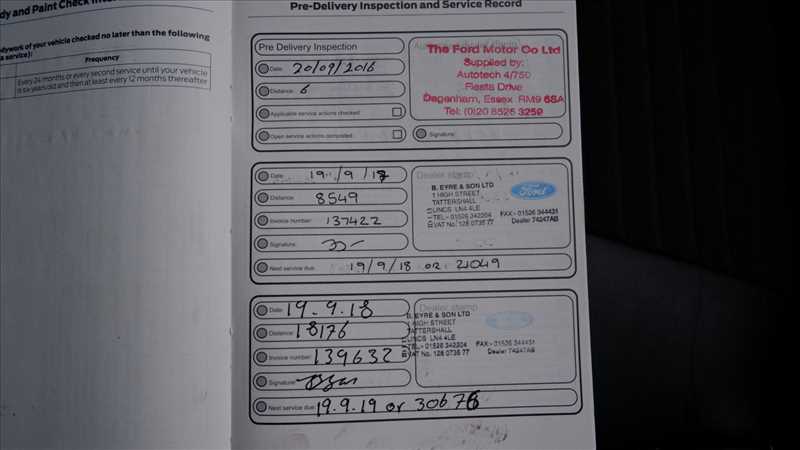 dy and Paint Check Inte
odywork of your vehicle checked no later than the following
a service):
Frequency
Every 24 months or every second service until your vehicle
is six years old and then at least every 12 months thereafter
Pre-Delivery Inspection and Service Record
Pre Delivery Inspection
Date: 20/09/2016
Distance: 6
Applicable service actions checked:
Open service actions completed:
The Ford Motor Co Ltd
Supplied by:
Autotech 4/750
Fiesta Drive
Dagenham, Essex RM9 6SA
Tel: (0)20 8526 3259
Signature:
Date: 19/9/17
Distance: 8549
Invoice number: 137422
Signature:
Next service due: 19/9/18 OR 21049
Dealer stamp
B. EYRE & SON LTD
1 HIGH STREET
TATTERSHALL
LINCS LN4 4LE
TEL - 01526 342204 FAX:- 01526 344431
VAT No. 128 0735 77 Dealer 74247AB
Ford
Date: 19.9.18
Distance: 18176
Invoice number: 139632
Signature:
Next service due: 19.9.19 or 30676
Dealer stamp
B. EYRE & SON LTD
1 HIGH STREET
TATTERSHALL
LINCS LN4 4LE
TEL - 01526 342204 FAX:- 01526 344431
VAT No. 128 0735 77 Dealer 74247AB